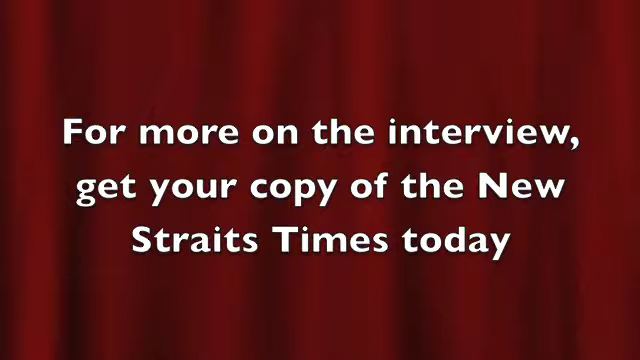 For more on the interview,
get your copy of the New
Straits Times today